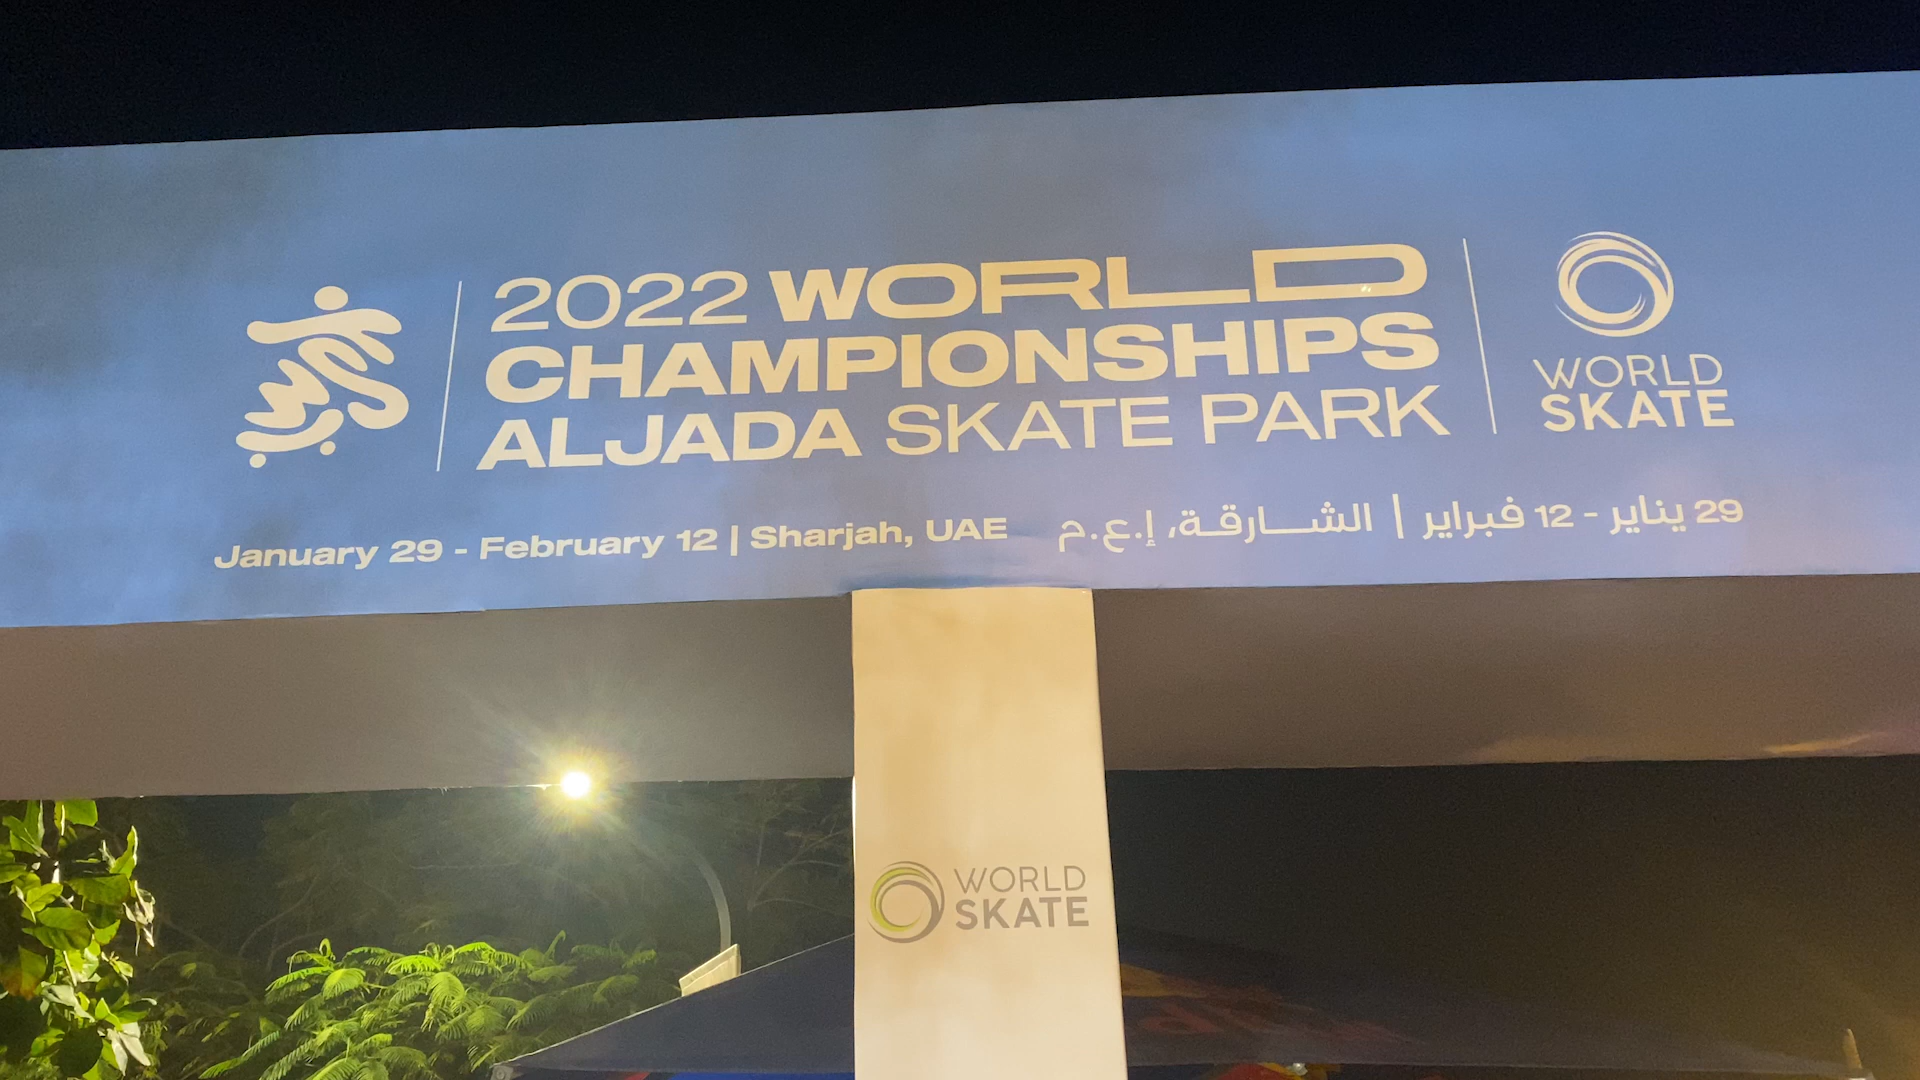 2022 WORLD
CHAMPIONSHIPS
ALJADA SKATE PARK
WORLD
SKATE
January 29 - February 12 | Sharjah, UAE
29 يناير - 12 فبراير | الشـــارقـة، إ.ع.م
WORLD
SKATE